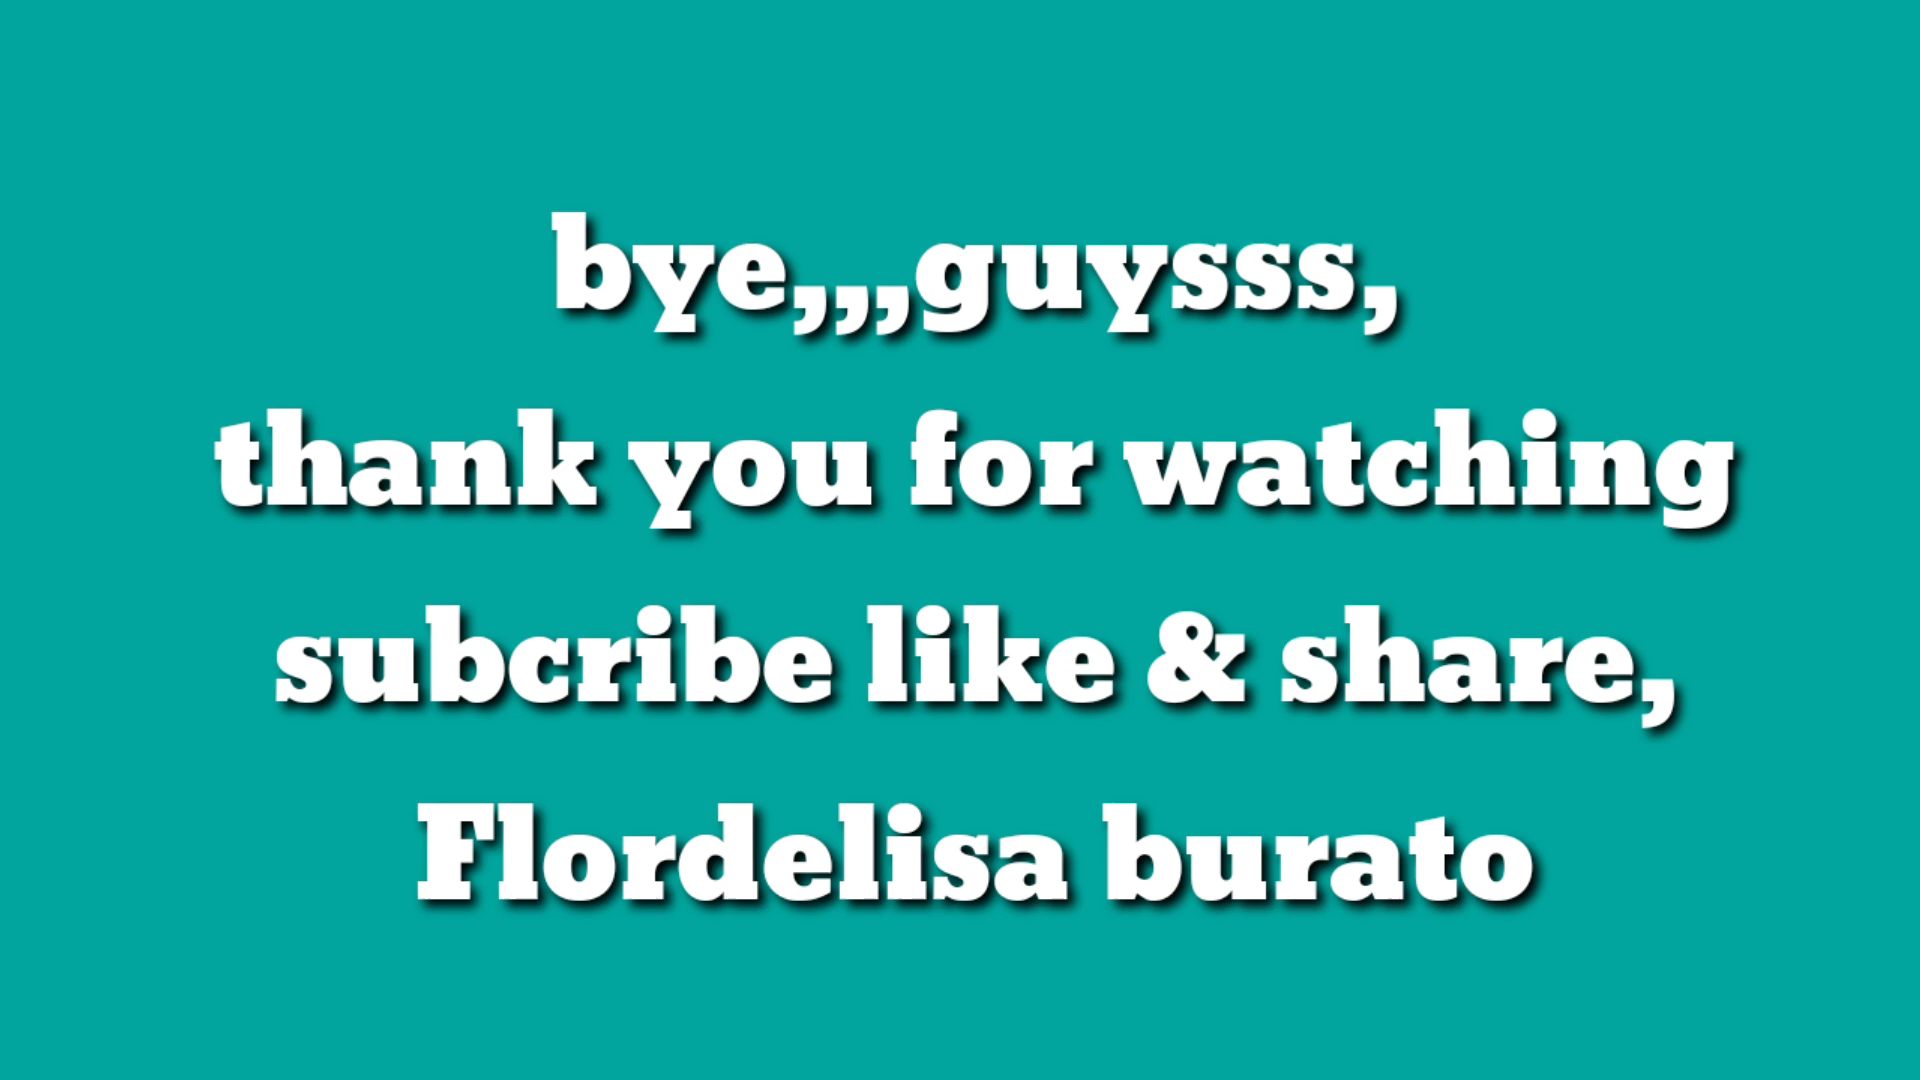 bye,,,guysss,
thank you for watching
subcribe like & share,
Flordelisa burato